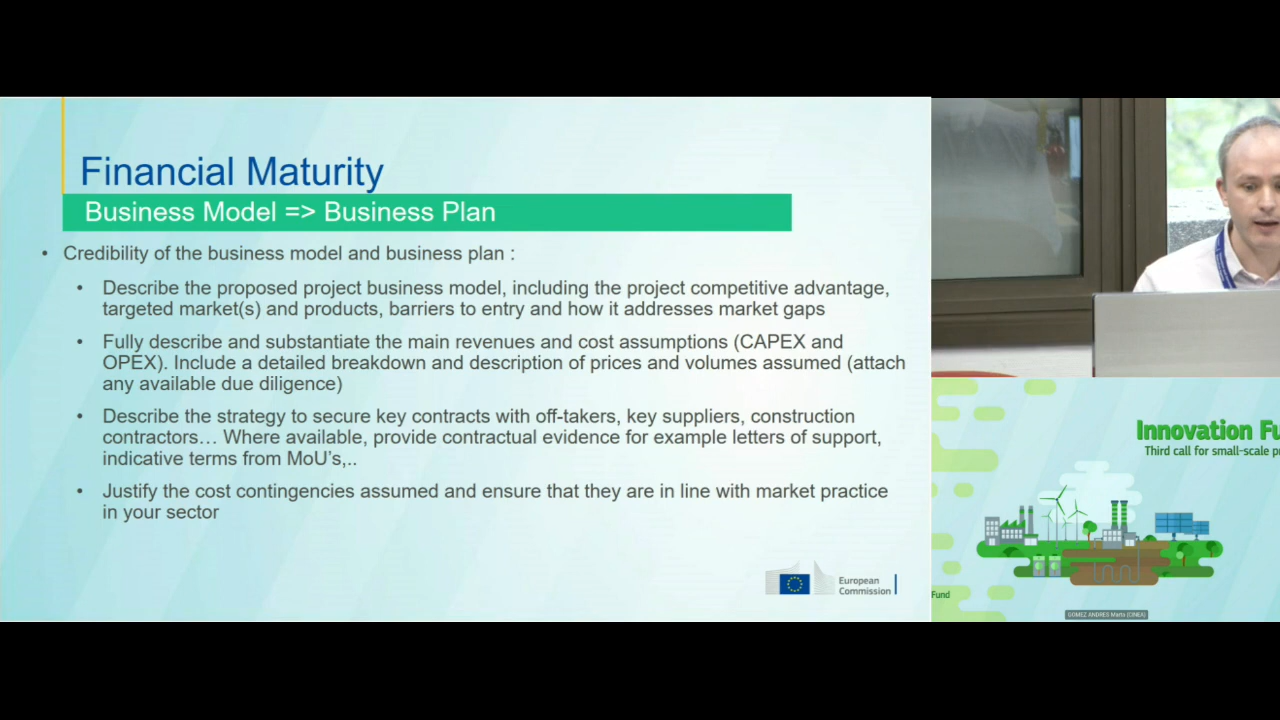 Financial Maturity
Business Model => Business Plan
• Credibility of the business model and business plan :
• Describe the proposed project business model, including the project competitive advantage,
targeted market(s) and products, barriers to entry and how it addresses market gaps
• Fully describe and substantiate the main revenues and cost assumptions (CAPEX and
OPEX). Include a detailed breakdown and description of prices and volumes assumed (attach
any available due diligence)
• Describe the strategy to secure key contracts with off-takers, key suppliers, construction
contractors… Where available, provide contractual evidence for example letters of support,
indicative terms from MoU's,..
• Justify the cost contingencies assumed and ensure that they are in line with market practice
in your sector
European
Commission
Innovation Fu
Third call for small-scale p
Fund
GOMEZ ANDRES Marta (CINEA)